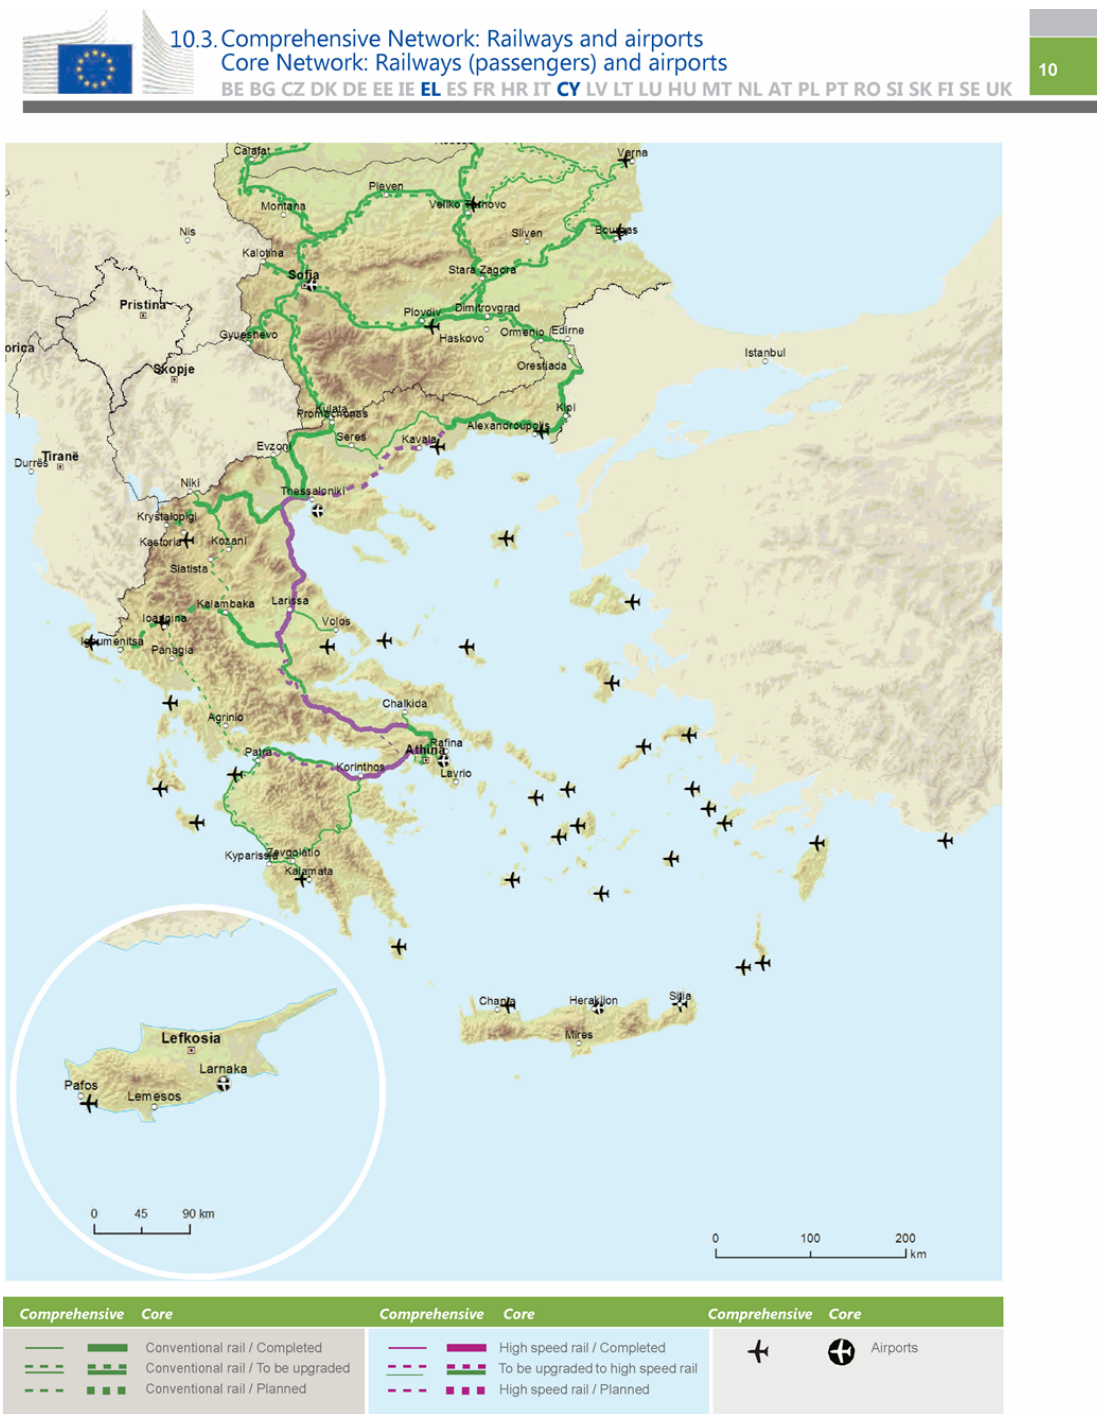 10.3. Comprehensive Network: Railways and airports
Core Network: Railways (passengers) and airports
BE BG CZ DK DE EE IE EL ES FR HR IT CY LV LT LU HU MT NL AT PL PT RO SI SK FI SE UK
10
Calafat
Varna
Pleven
Montana
Nis
Sliven
Kalotina
Sofia
Stara Zagora
Pristina
Plovdiv
Dimitrovgrad
Gyueshevo
Haskovo
Ormenio
Edirne
orica
Istanbul
Skopje
Orestiada
Kulata
Promachonas
Kipi
Alexandroupolis
Evzoni
Seres
Kavala
Tiranë
Durrës
Niki
Thessaloniki
Krystalopigi
Kastoria
Kozani
Siatista
Kalambaka
Larissa
Ioannina
Volos
Igoumenitsa
Panagia
Chalkida
Agrinio
Rafina
Athina
Patra
Korinthos
Lavrio
Kyparissia
Zevgolatio
Kalamata
Chania
Heraklion
Sitia
Mires
Lefkosia
Larnaka
Pafos
Lemesos
0 45 90 km
0 100 200
km
Comprehensive Core
Comprehensive Core
Comprehensive Core
Conventional rail / Completed
High speed rail / Completed
Airports
Conventional rail / To be upgraded
To be upgraded to high speed rail
Conventional rail / Planned
High speed rail / Planned